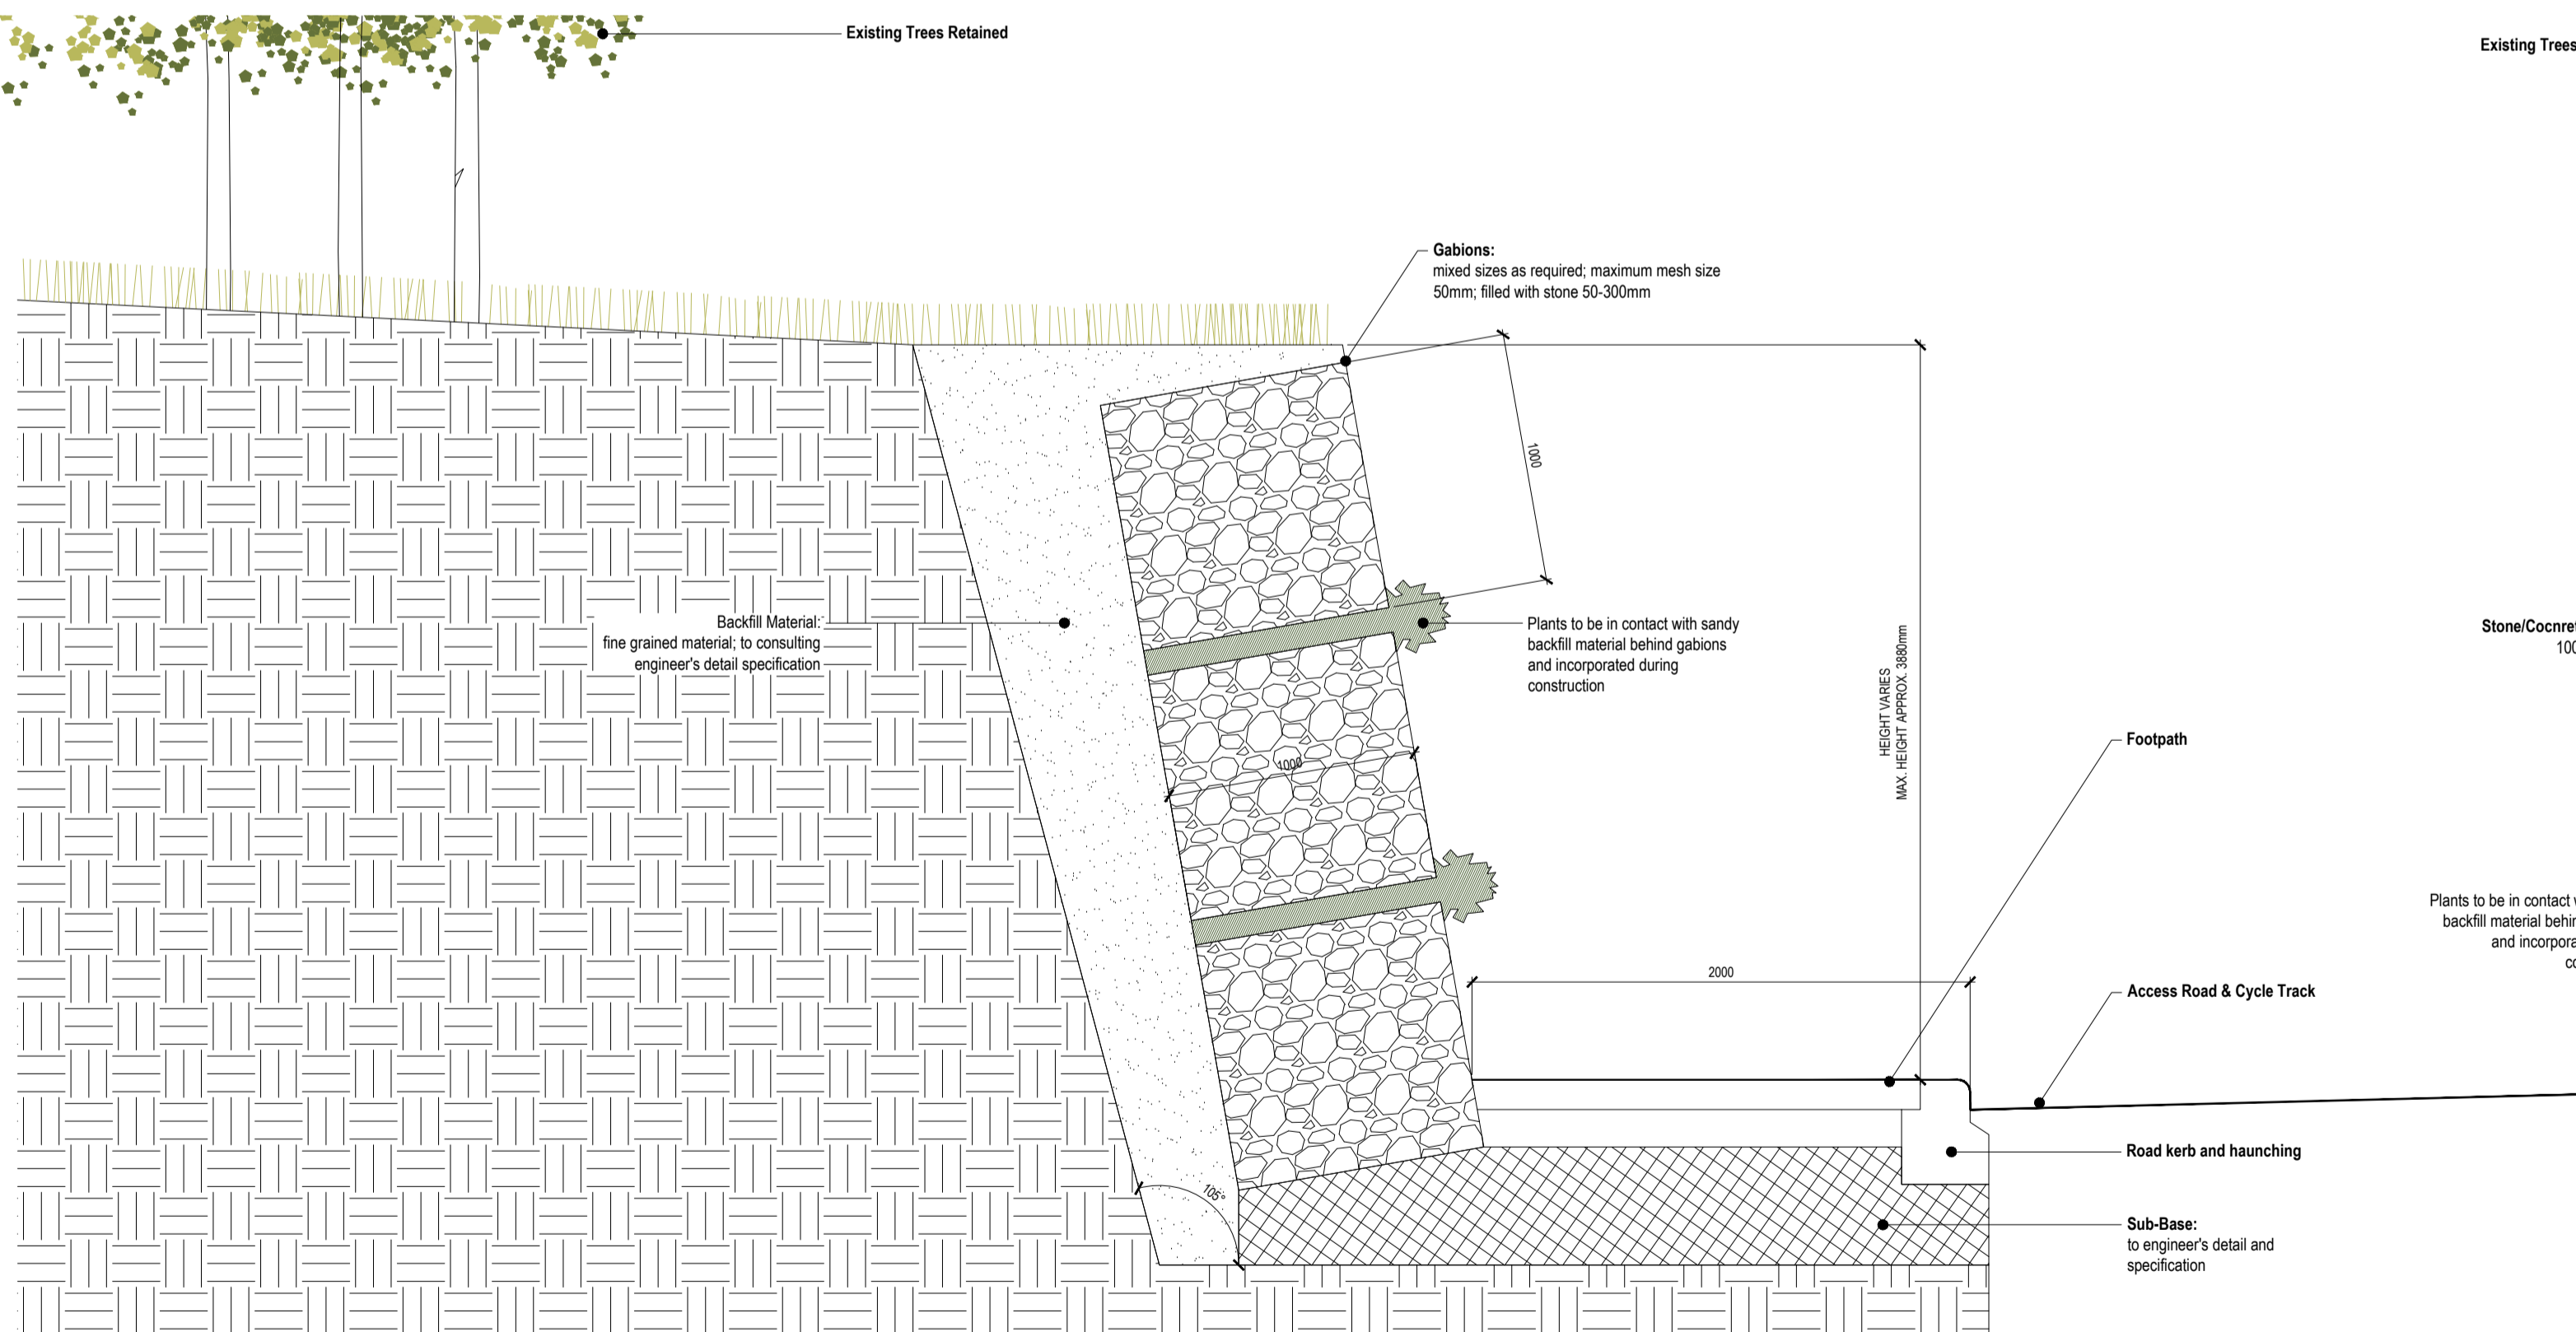 Existing Trees Retained
Existing Trees
Gabions:
mixed sizes as required; maximum mesh size
50mm; filled with stone 50-300mm
1000
Backfill Material:
fine grained material; to consulting
engineer's detail specification
Plants to be in contact with sandy
backfill material behind gabions
and incorporated during
construction
HEIGHT VARIES
MAX. HEIGHT APPROX. 3880mm
1000
Footpath
2000
Access Road & Cycle Track
105°
Road kerb and haunching
Sub-Base:
to engineer's detail and
specification
Stone/Cocnre
100
Plants to be in contact
backfill material behi
and incorpora
co